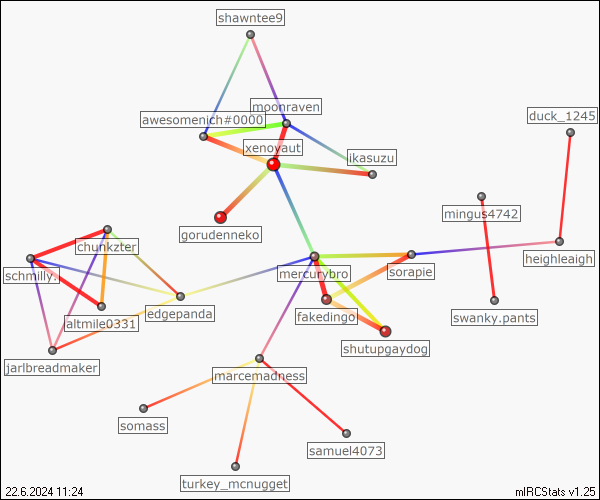 shawntee9
moonraven
duck_1245
awesomenich#0000
xenoyaut
ikasuzu
mingus4742
gorudenneko
chunkzter
heighleaigh
schmilly.
mercurybro
sorapie
edgepanda
fakedingo
swanky.pants
altmile0331
shutupgaydog
jarlbreadmaker
marcemadness
somass
samuel4073
turkey_mcnugget
22.6.2024 11:24
mIRCStats v1.25